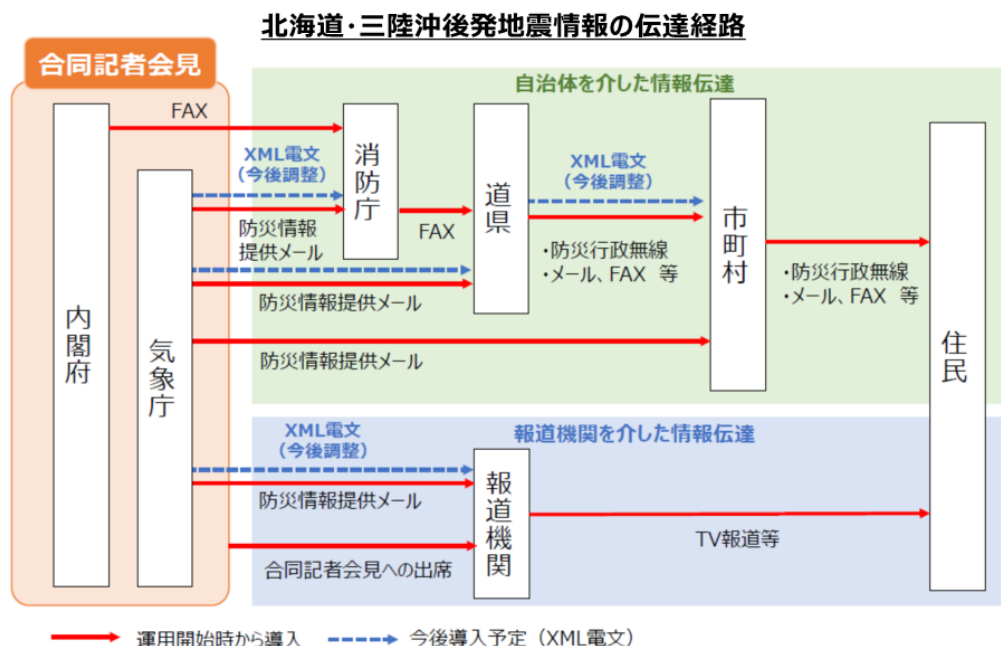 北海道・三陸沖後発地震情報の伝達経路
合同記者会見
自治体を介した情報伝達
FAX
XML電文
（今後調整）
防災情報
提供メール
消防庁
FAX
道県
XML電文
（今後調整）
・防災行政無線
・メール、FAX 等
市町村
・防災行政無線
・メール、FAX 等
防災情報提供メール
防災情報提供メール
内閣府
気象庁
住民
報道機関を介した情報伝達
XML電文
（今後調整）
防災情報提供メール
報道機関
TV報道等
合同記者会見への出席
運用開始時から導入
今後導入予定（XML電文）